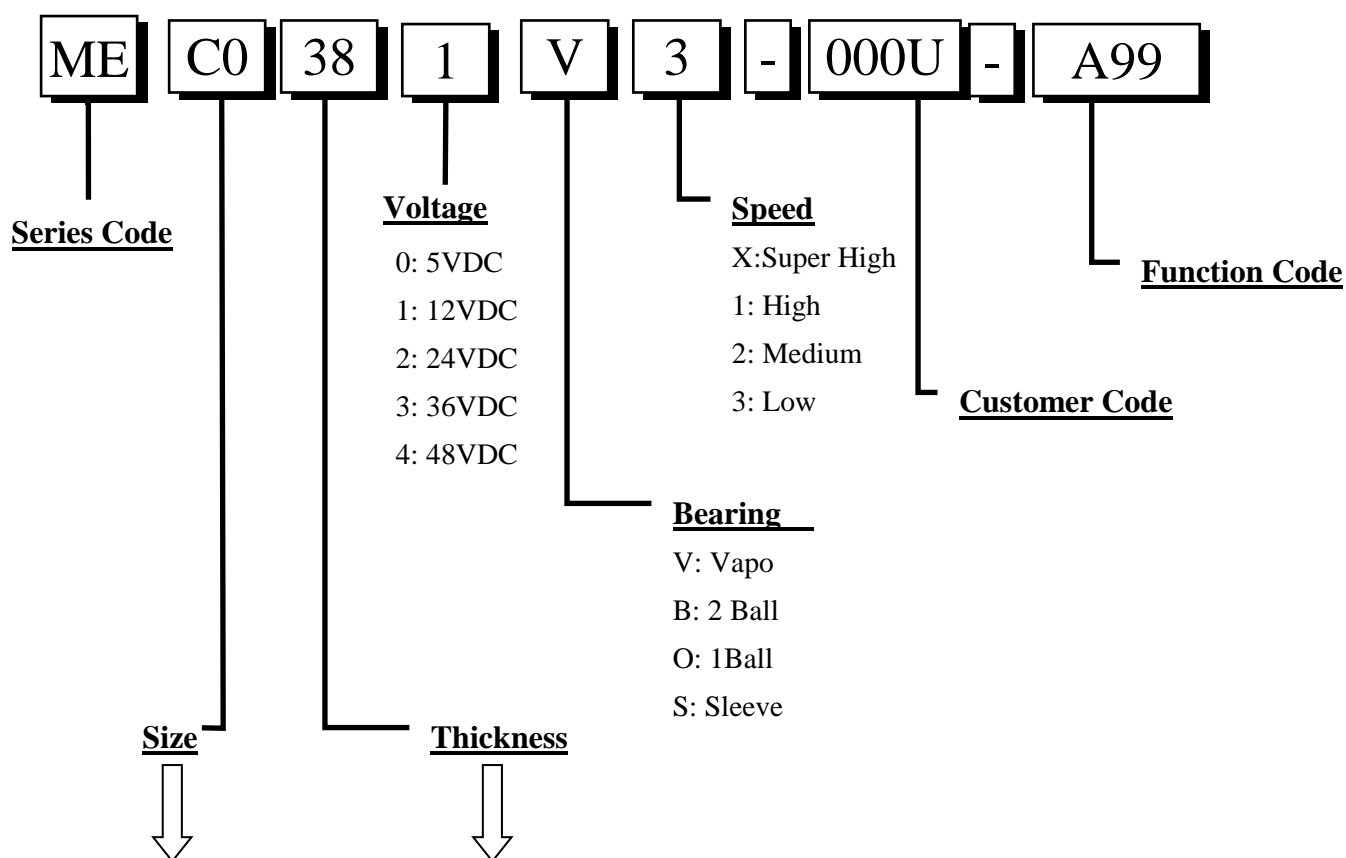 ME C0 38 1 V 3 - 000U - A99
Series Code
Voltage
0: 5VDC
1: 12VDC
2: 24VDC
3: 36VDC
4: 48VDC
Speed
X:Super High
1: High
2: Medium
3: Low
Function Code
Customer Code
Bearing
V: Vapo
B: 2 Ball
O: 1Ball
S: Sleeve
Size
Thickness